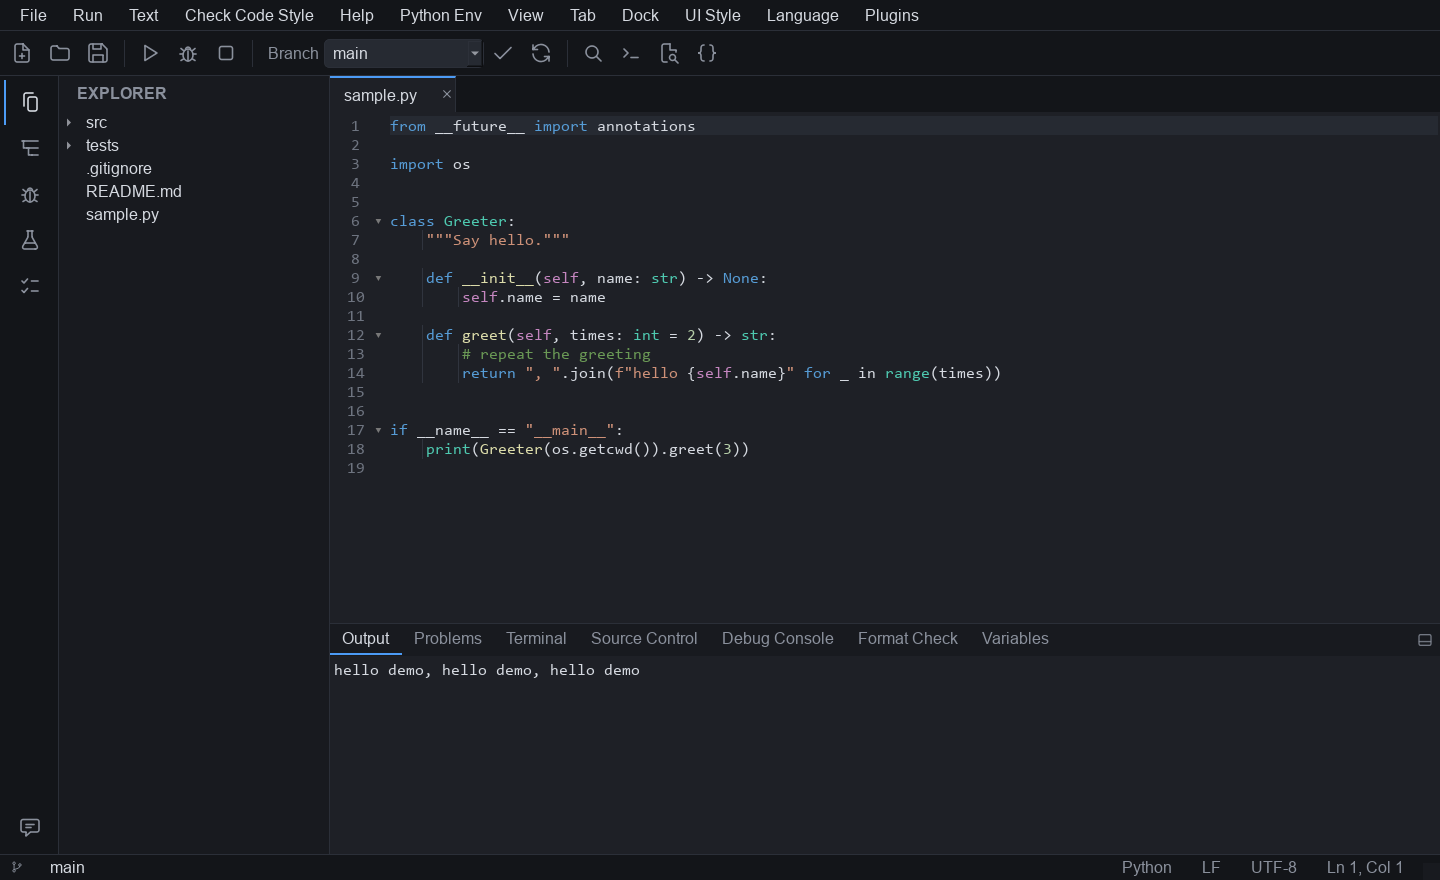 File Run Text Check Code Style Help Python Env View Tab Dock UI Style Language Plugins
Branch main
EXPLORER
src
tests
.gitignore
README.md
sample.py
sample.py ×
1 from __future__ import annotations
2
3 import os
4
5
6 class Greeter:
7     """Say hello."""
8
9     def __init__(self, name: str) -> None:
10         self.name = name
11
12     def greet(self, times: int = 2) -> str:
13         # repeat the greeting
14         return ", ".join(f"hello {self.name}" for _ in range(times))
15
16
17 if __name__ == "__main__":
18     print(Greeter(os.getcwd()).greet(3))
19
Output Problems Terminal Source Control Debug Console Format Check Variables
hello demo, hello demo, hello demo
main Python LF UTF-8 Ln 1, Col 1